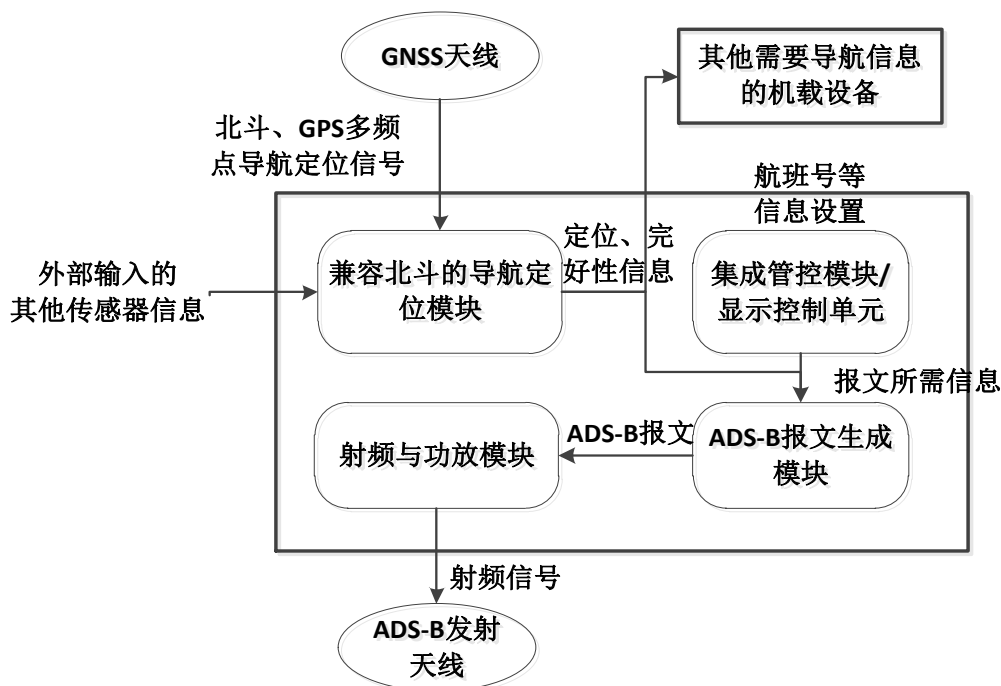 GNSS天线
其他需要导航信息
的机载设备
北斗、GPS多频
点导航定位信号
航班号等
信息设置
外部输入的
其他传感器信息
兼容北斗的导航定
位模块
定位、完
好性信息
集成管控模块/
显示控制单元
报文所需信息
射频与功放模块
ADS-B报文
ADS-B报文生成
模块
射频信号
ADS-B发射
天线